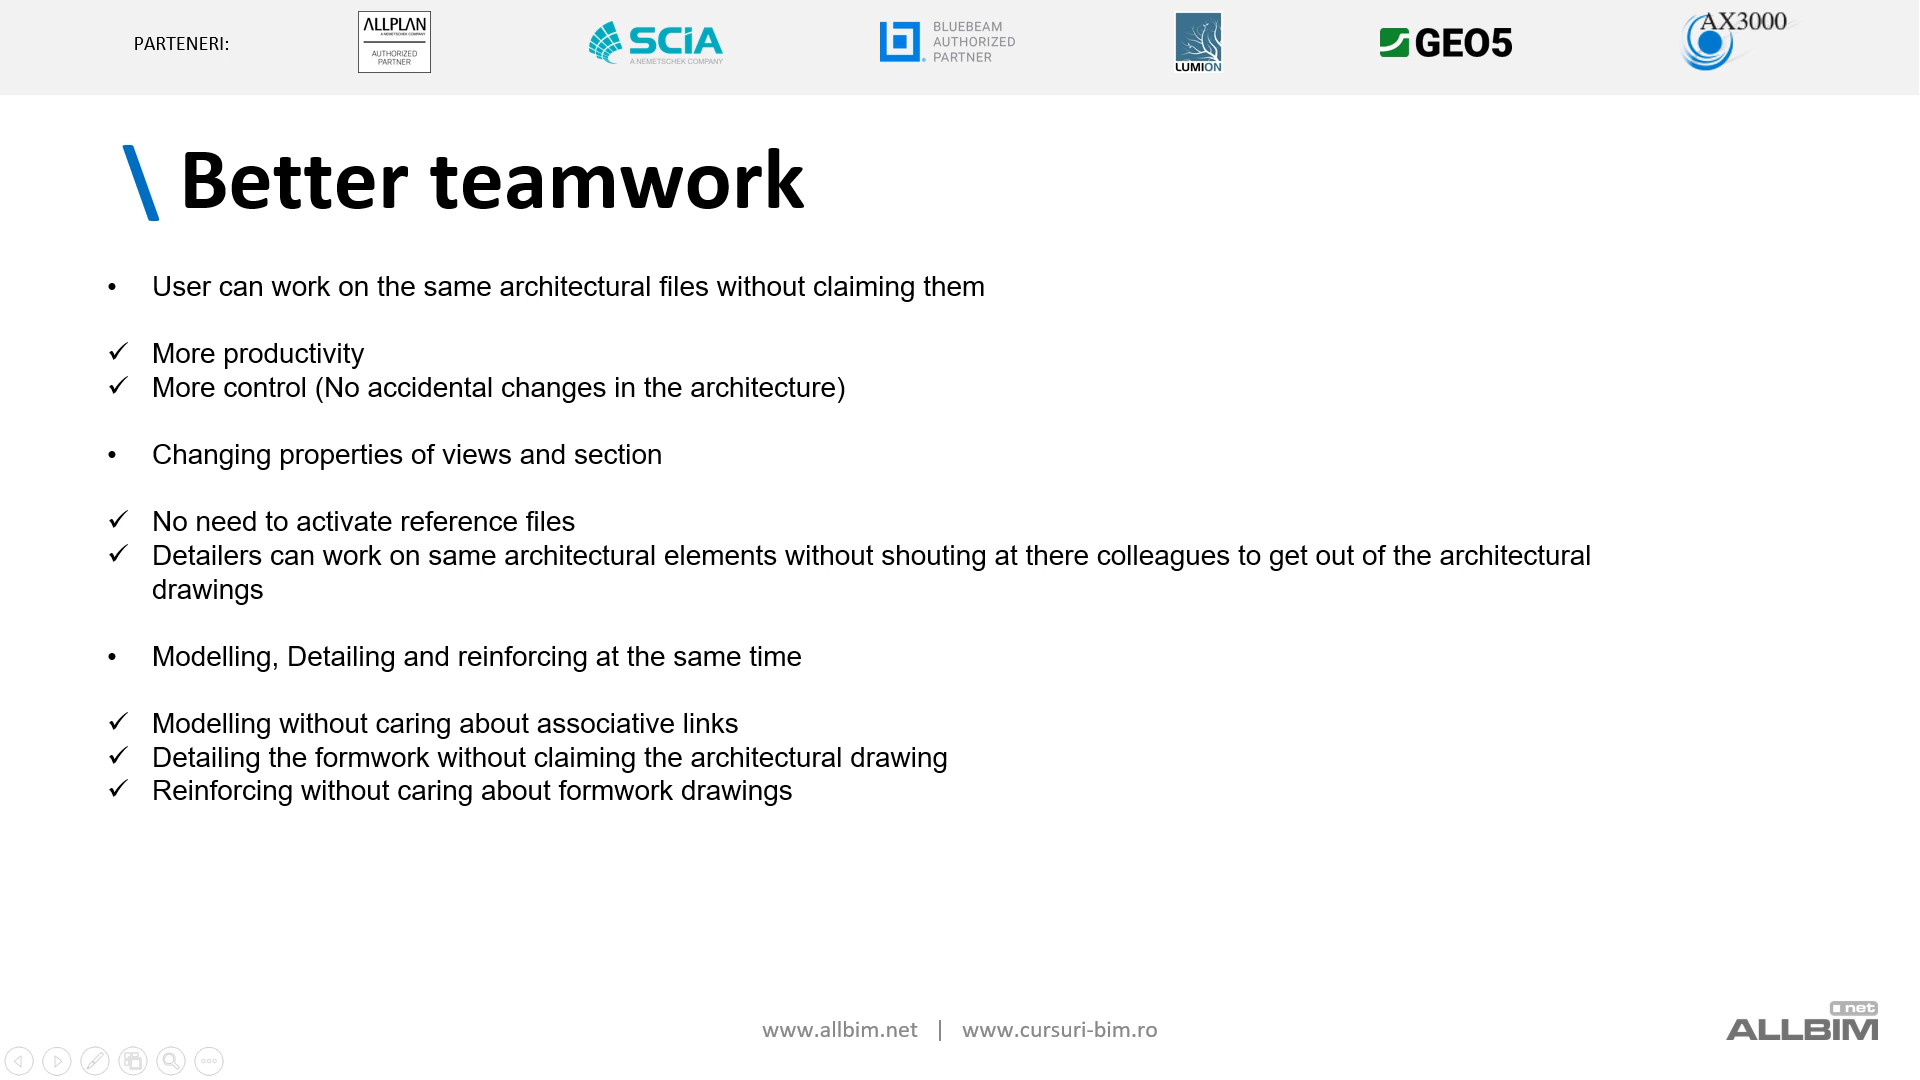 PARTENERI:
ALLPLAN
A NEMETSCHEK COMPANY
AUTHORIZED
PARTNER
SCIA
A NEMETSCHEK COMPANY
BLUEBEAM
AUTHORIZED
PARTNER
LUMION
GEO5
AX3000
\ Better teamwork
• User can work on the same architectural files without claiming them
✓ More productivity
✓ More control (No accidental changes in the architecture)
• Changing properties of views and section
✓ No need to activate reference files
✓ Detailers can work on same architectural elements without shouting at there colleagues to get out of the architectural
drawings
• Modelling, Detailing and reinforcing at the same time
✓ Modelling without caring about associative links
✓ Detailing the formwork without claiming the architectural drawing
✓ Reinforcing without caring about formwork drawings
www.allbim.net | www.cursuri-bim.ro
net
ALLBIM